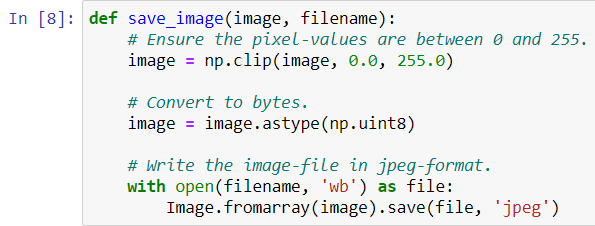 In [8]: def save_image(image, filename):
    # Ensure the pixel-values are between 0 and 255.
    image = np.clip(image, 0.0, 255.0)

    # Convert to bytes.
    image = image.astype(np.uint8)

    # Write the image-file in jpeg-format.
    with open(filename, 'wb') as file:
        Image.fromarray(image).save(file, 'jpeg')